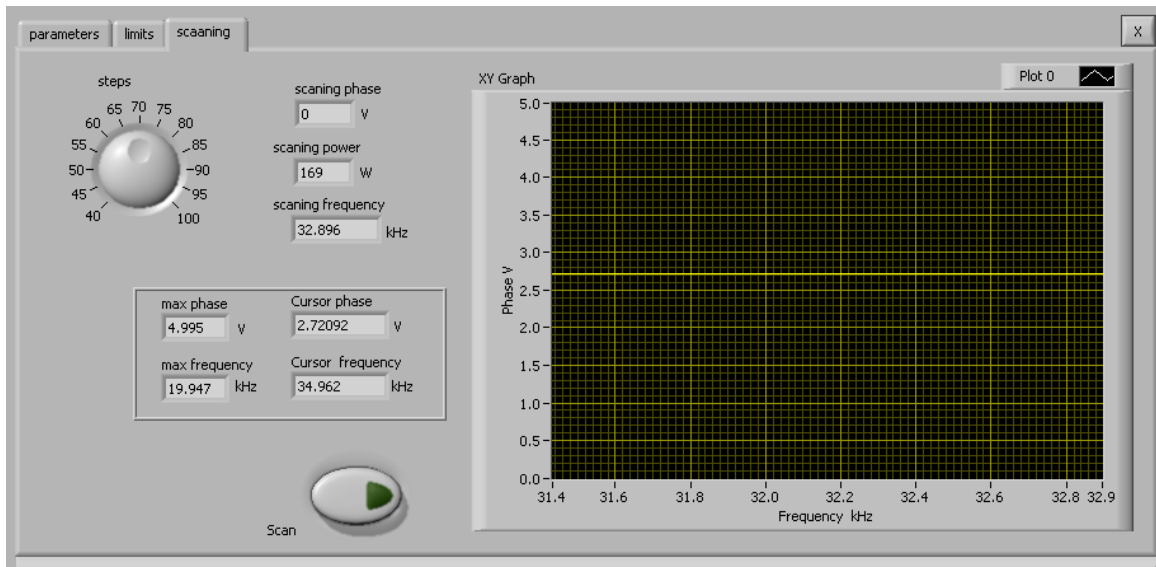 parameters limits scaaning X
steps
40 45 50 55 60 65 70 75 80 85 90 95 100
scaning phase
0 V
scaning power
169 W
scaning frequency
32.896 kHz
max phase
4.995 V
Cursor phase
2.72092 V
max frequency
19.947 kHz
Cursor frequency
34.962 kHz
Scan
XY Graph
Plot 0
Phase V
5.0
4.5
4.0
3.5
3.0
2.5
2.0
1.5
1.0
0.5
0.0
31.4 31.6 31.8 32.0 32.2 32.4 32.6 32.8 32.9
Frequency kHz